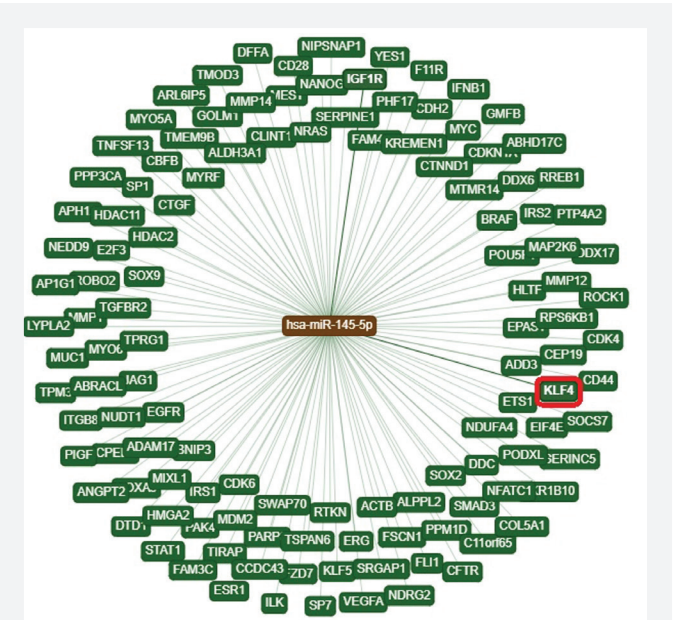 NIPSNAP1
DFFA
YES1
CD28
F11R
TMOD3
NANOG
IGF1R
IFNB1
ARL6IP5
MMP14
PHF17
CDH2
GMFB
MYO5A
SERPINE1
MYC
TMEM9B
CLINT1
NRAS
KREMEN1
ABHD17C
TNFSF13
CBFB
ALDH3A1
CTNND1
PPP3CA
SP1
MYRF
MTMR14
DDX6
RREB1
APH1
HDAC11
CTGF
BRAF
IRS2
PTP4A2
NEDD9
E2F3
HDAC2
MAP2K6
AP1G1
SOX9
HLTF
MMP12
ROCK1
LYPLA2
TGFBR2
hsa-miR-145-5p
RPS6KB1
CDK4
MUC1
TPRG1
ADD3
CEP19
CD44
ABRACL
KLF4
ETS1
ITGB8
NUDT1
EGFR
NDUFA4
EIF4E
SOCS7
PIGF
ADAM17
DDC
PODXL
ANGPT2
MIXL1
IRS1
CDK6
SOX2
NFATC1
HMGA2
MDM2
SWAP70
RTKN
ACTB
ALPPL2
SMAD3
COL5A1
STAT1
TIRAP
TSPAN6
ERG
FSCN1
PPM1D
C11orf65
FAM3C
CCDC43
KLF5
SRGAP1
FLI1
CFTR
ESR1
ILK
SP7
VEGFA
NDRG2